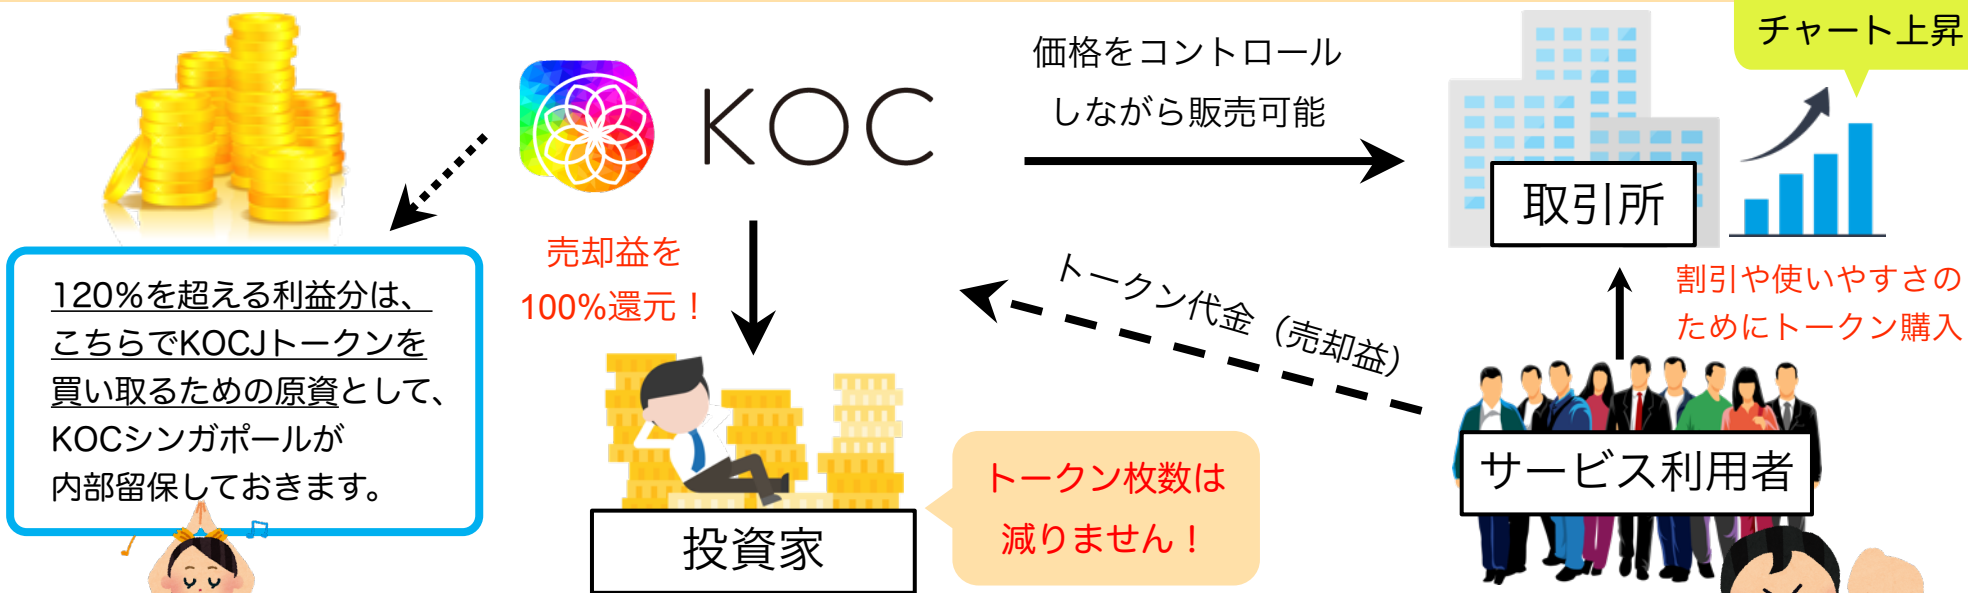 チャート上昇
KOC
価格をコントロール
しながら販売可能
取引所
売却益を
100%還元！
トークン代金（売却益）
割引や使いやすさの
ためにトークン購入
120%を超える利益分は、
こちらでKOCJトークンを
買い取るための原資として、
KOCシンガポールが
内部留保しておきます。
トークン枚数は
減りません！
投資家
サービス利用者